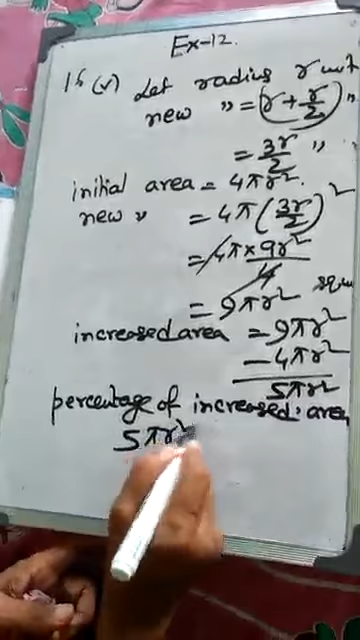 Ex-12.
15 (v) Let radius r unit
new " = (r + r/2) "
= 3r/2 "
initial area = 4πr².
new " = 4π(3r/2)²
= 4π × 9r²/4
= 9πr² squ
increased area = 9πr²
- 4πr²
5πr²
percentage of increased area
5πr²